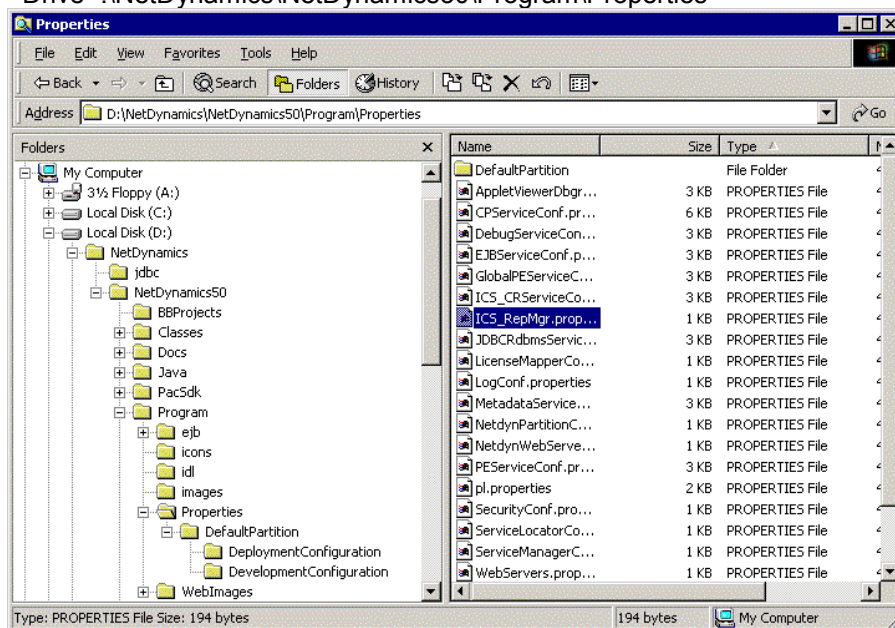 Drive :\NetDynamics\NetDynamics50\Program\Properties
Properties
File Edit View Favorites Tools Help
Back Search Folders History
Address D:\NetDynamics\NetDynamics50\Program\Properties Go
Folders
My Computer
3½ Floppy (A:)
Local Disk (C:)
Local Disk (D:)
NetDynamics
jdbc
NetDynamics50
BBProjects
Classes
Docs
Java
PacSdk
Program
ejb
icons
idl
images
Properties
DefaultPartition
DeploymentConfiguration
DevelopmentConfiguration
WebImages
Name Size Type
DefaultPartition File Folder
AppletViewerDbgr... 3 KB PROPERTIES File
CPServiceConf.pr... 6 KB PROPERTIES File
DebugServiceCon... 3 KB PROPERTIES File
EJBServiceConf.p... 3 KB PROPERTIES File
GlobalPEServiceC... 3 KB PROPERTIES File
ICS_CRServiceCo... 3 KB PROPERTIES File
ICS_RepMgr.prop... 1 KB PROPERTIES File
JDBCRdbmsServic... 3 KB PROPERTIES File
LicenseMapperCo... 1 KB PROPERTIES File
LogConf.properties 1 KB PROPERTIES File
MetadataService... 3 KB PROPERTIES File
NetdynPartitionC... 1 KB PROPERTIES File
NetdynWebServe... 1 KB PROPERTIES File
PEServiceConf.pr... 3 KB PROPERTIES File
pl.properties 2 KB PROPERTIES File
SecurityConf.pro... 1 KB PROPERTIES File
ServiceLocatorCo... 1 KB PROPERTIES File
ServiceManagerC... 1 KB PROPERTIES File
WebServers.prop... 1 KB PROPERTIES File
Type: PROPERTIES File Size: 194 bytes 194 bytes My Computer